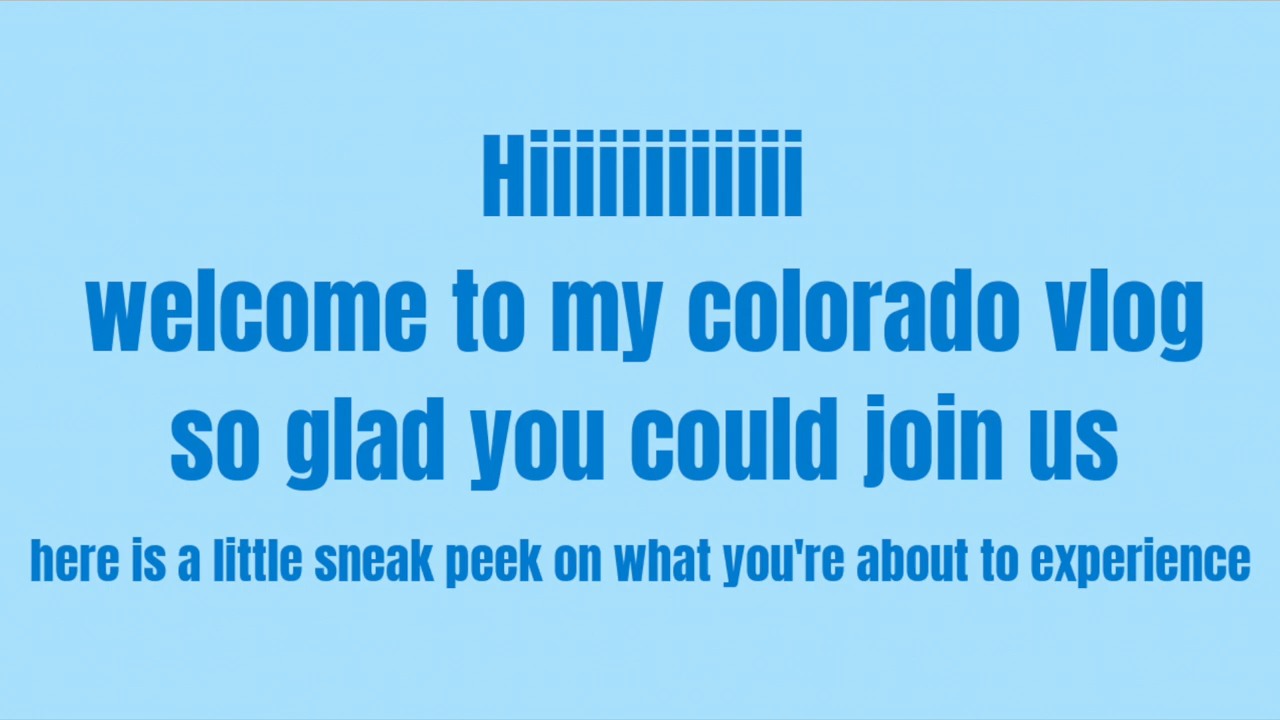 Hiiiiiiiiiiii
welcome to my colorado vlog
so glad you could join us
here is a little sneak peek on what you're about to experience